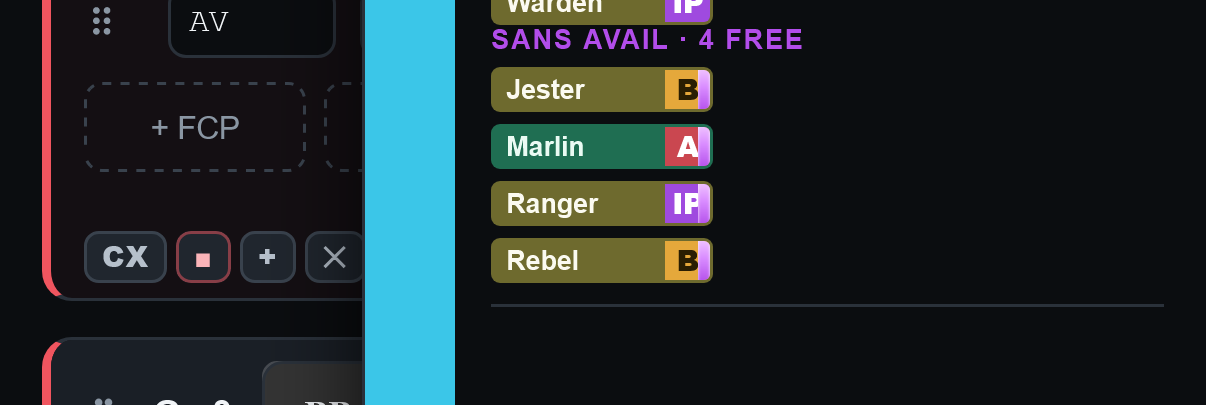 AV
+ FCP
CX
+
Warden IP
SANS AVAIL · 4 FREE
Jester B
Marlin A
Ranger IP
Rebel B